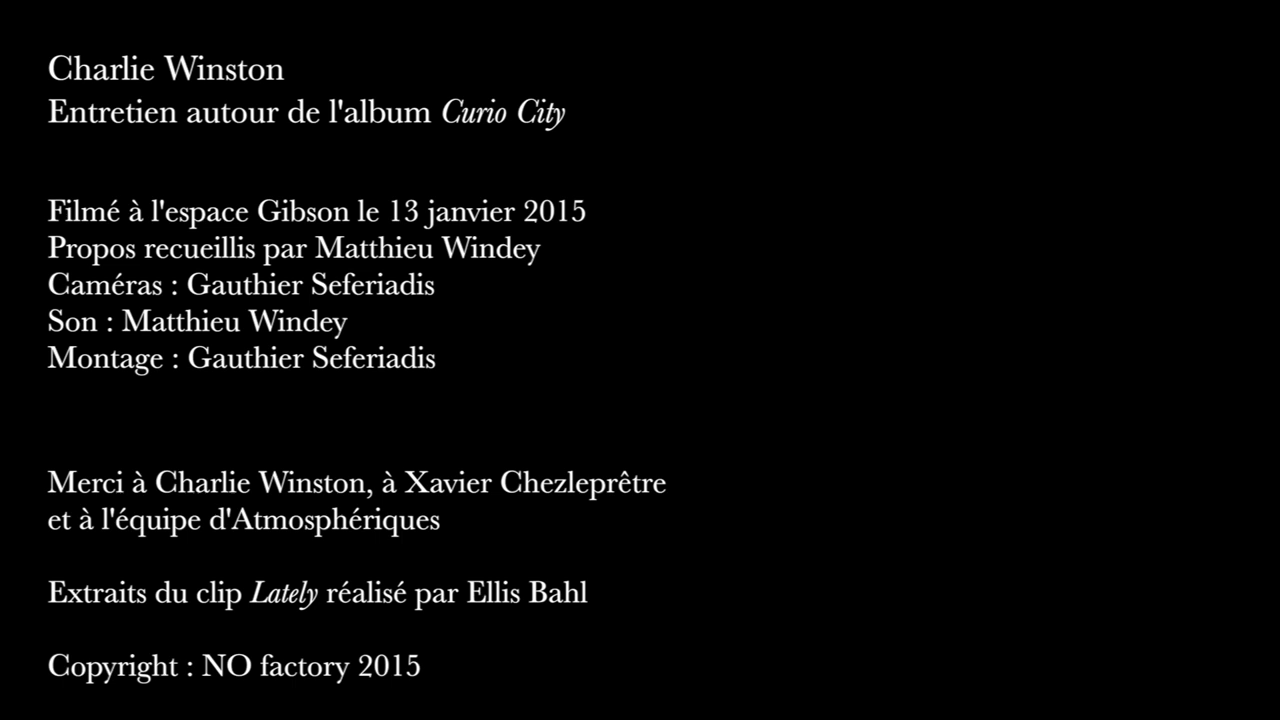 Charlie Winston
Entretien autour de l'album Curio City
Filmé à l'espace Gibson le 13 janvier 2015
Propos recueillis par Matthieu Windey
Caméras : Gauthier Seferiadis
Son : Matthieu Windey
Montage : Gauthier Seferiadis
Merci à Charlie Winston, à Xavier Chezleprêtre
et à l'équipe d'Atmosphériques
Extraits du clip Lately réalisé par Ellis Bahl
Copyright : NO factory 2015